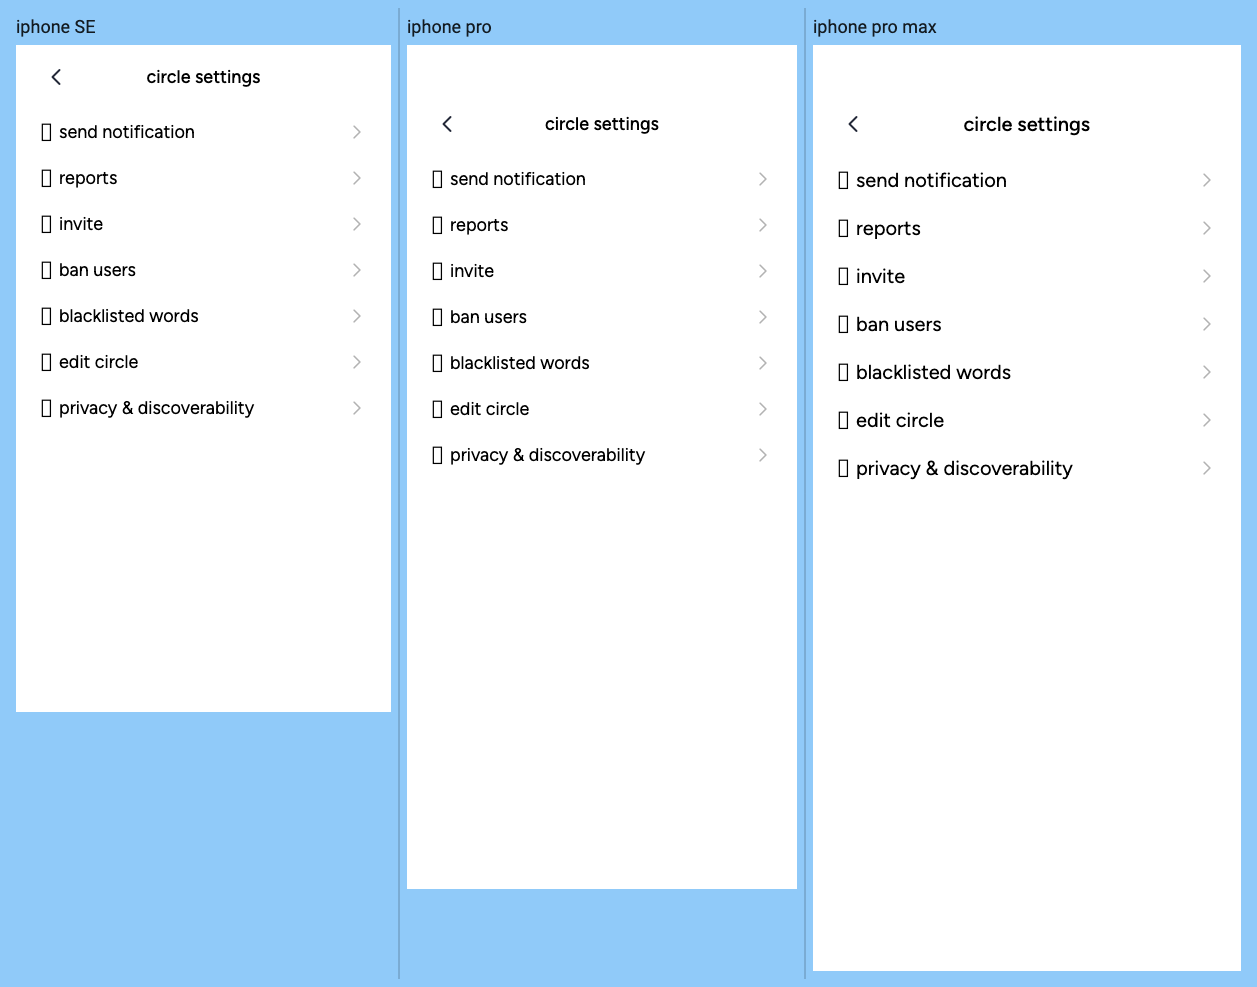 iphone SE
circle settings
send notification
reports
invite
ban users
blacklisted words
edit circle
privacy & discoverability
iphone pro
circle settings
send notification
reports
invite
ban users
blacklisted words
edit circle
privacy & discoverability
iphone pro max
circle settings
send notification
reports
invite
ban users
blacklisted words
edit circle
privacy & discoverability